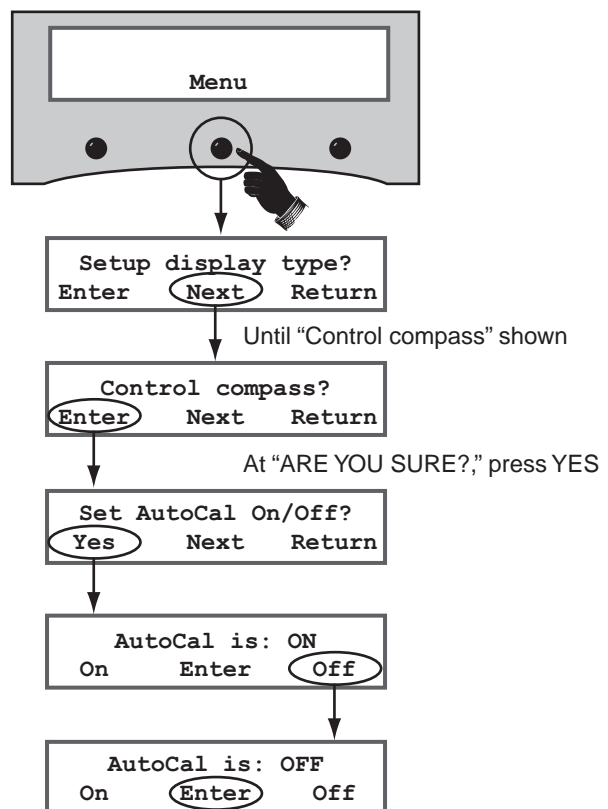 Menu
Setup display type?
Enter Next Return
Until “Control compass” shown
Control compass?
Enter Next Return
At “ARE YOU SURE?,” press YES
Set AutoCal On/Off?
Yes Next Return
AutoCal is: ON
On Enter Off
AutoCal is: OFF
On Enter Off